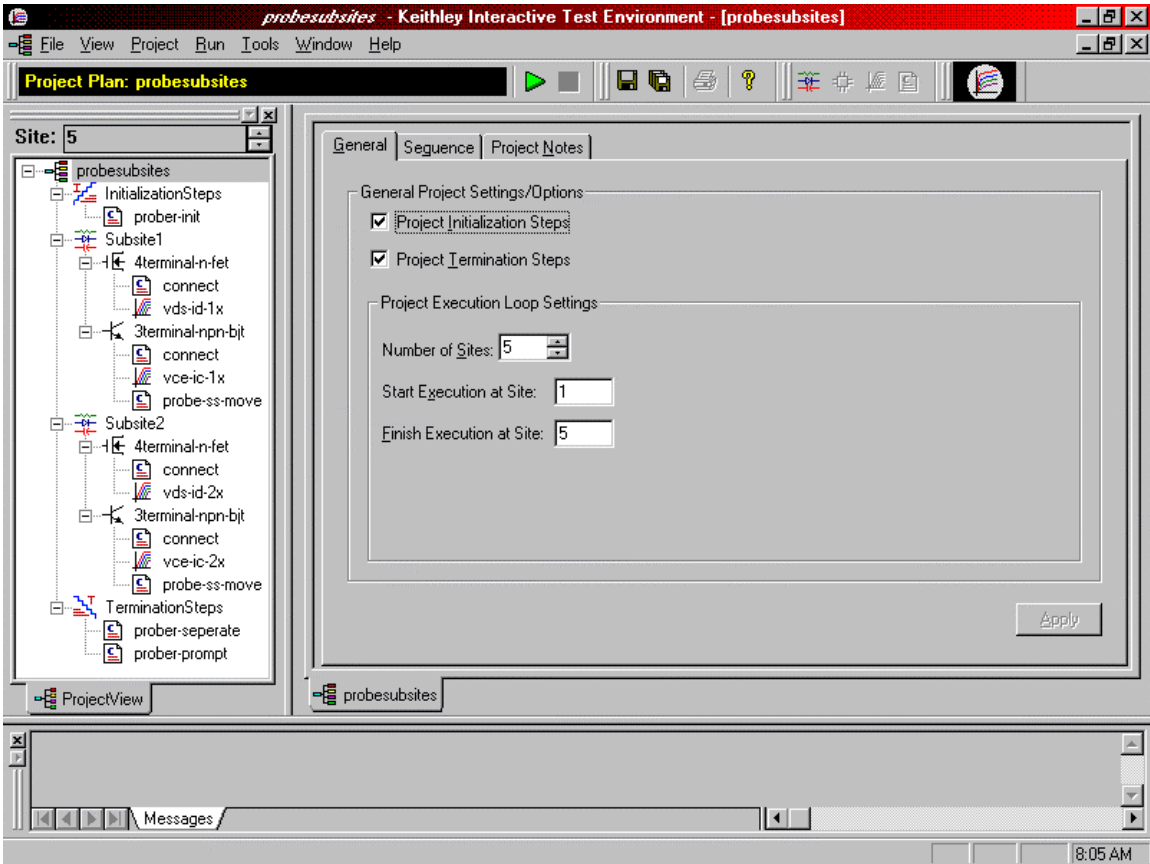 probesubsites - Keithley Interactive Test Environment - [probesubsites]
File View Project Run Tools Window Help
Project Plan: probesubsites
Site: 5
General Sequence Project Notes
probesubsites
InitializationSteps
prober-init
Subsite1
4terminal-n-fet
connect
vds-id-1x
3terminal-npn-bjt
connect
vce-ic-1x
probe-ss-move
Subsite2
4terminal-n-fet
connect
vds-id-2x
3terminal-npn-bjt
connect
vce-ic-2x
probe-ss-move
TerminationSteps
prober-seperate
prober-prompt
ProjectView
General Project Settings/Options
Project Initialization Steps
Project Termination Steps
Project Execution Loop Settings
Number of Sites: 5
Start Execution at Site: 1
Finish Execution at Site: 5
Apply
probesubsites
Messages
8:05 AM